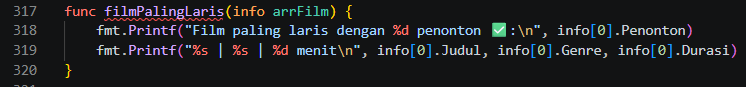 317 func filmPalingLaris(info arrFilm) {
318     fmt.Printf("Film paling laris dengan %d penonton ✅:\n", info[0].Penonton)
319     fmt.Printf("%s | %s | %d menit\n", info[0].Judul, info[0].Genre, info[0].Durasi)
320 }